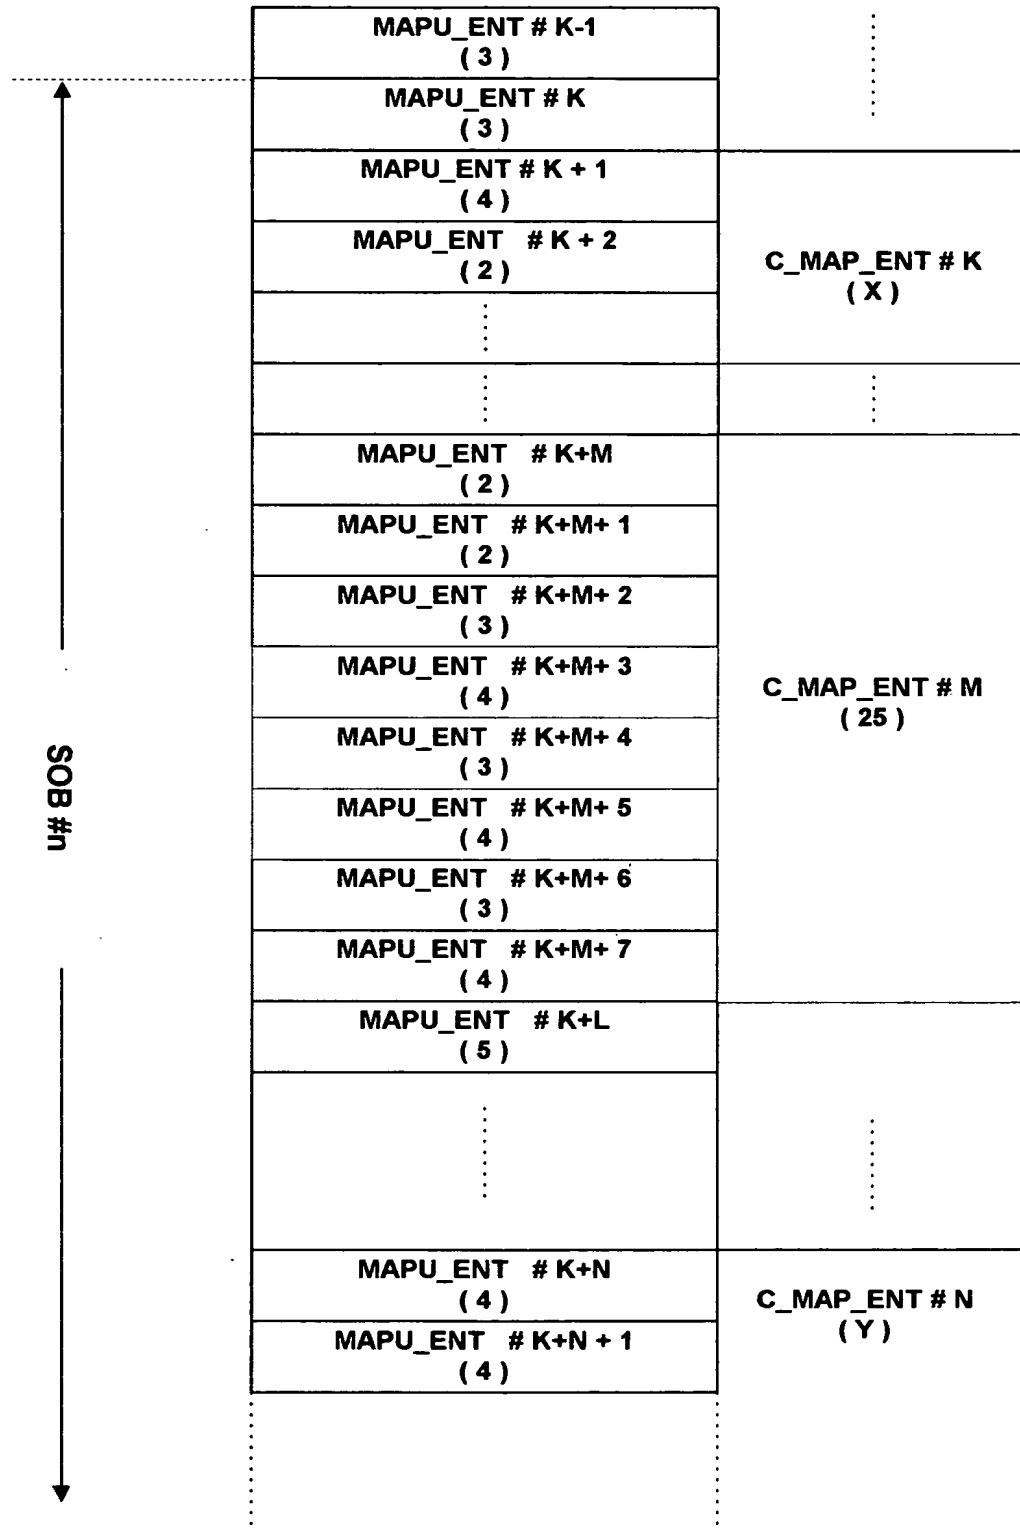 MAPU_ENT # K-1
( 3 )
MAPU_ENT # K
( 3 )
MAPU_ENT # K + 1
( 4 )
MAPU_ENT # K + 2
( 2 )
C_MAP_ENT # K
( X )
MAPU_ENT # K+M
( 2 )
MAPU_ENT # K+M+ 1
( 2 )
MAPU_ENT # K+M+ 2
( 3 )
MAPU_ENT # K+M+ 3
( 4 )
C_MAP_ENT # M
( 25 )
MAPU_ENT # K+M+ 4
( 3 )
MAPU_ENT # K+M+ 5
( 4 )
MAPU_ENT # K+M+ 6
( 3 )
MAPU_ENT # K+M+ 7
( 4 )
SOB #n
MAPU_ENT # K+L
( 5 )
MAPU_ENT # K+N
( 4 )
C_MAP_ENT # N
( Y )
MAPU_ENT # K+N + 1
( 4 )